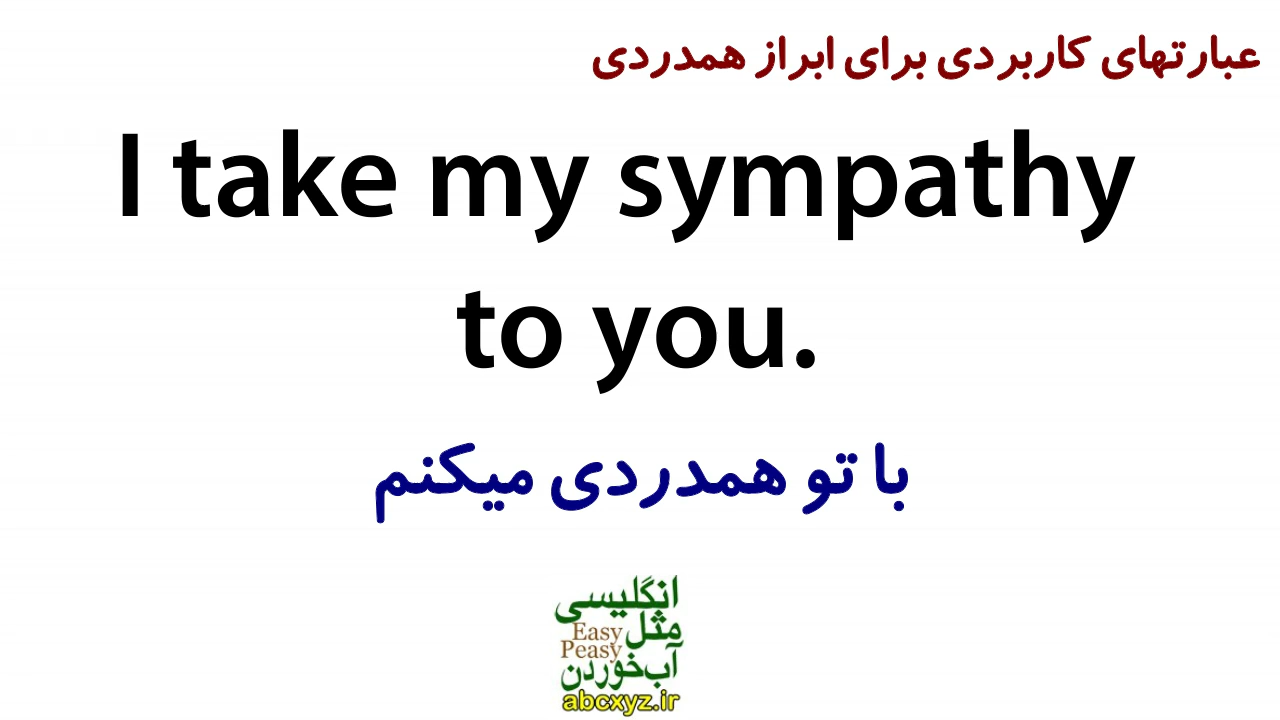 عبارتهای کاربردی برای ابراز همدردی
I take my sympathy
to you.
با تو همدردی میکنم
انگلیسی
مثل
Easy
Peasy
آب‌خوردن
abcxyz.ir